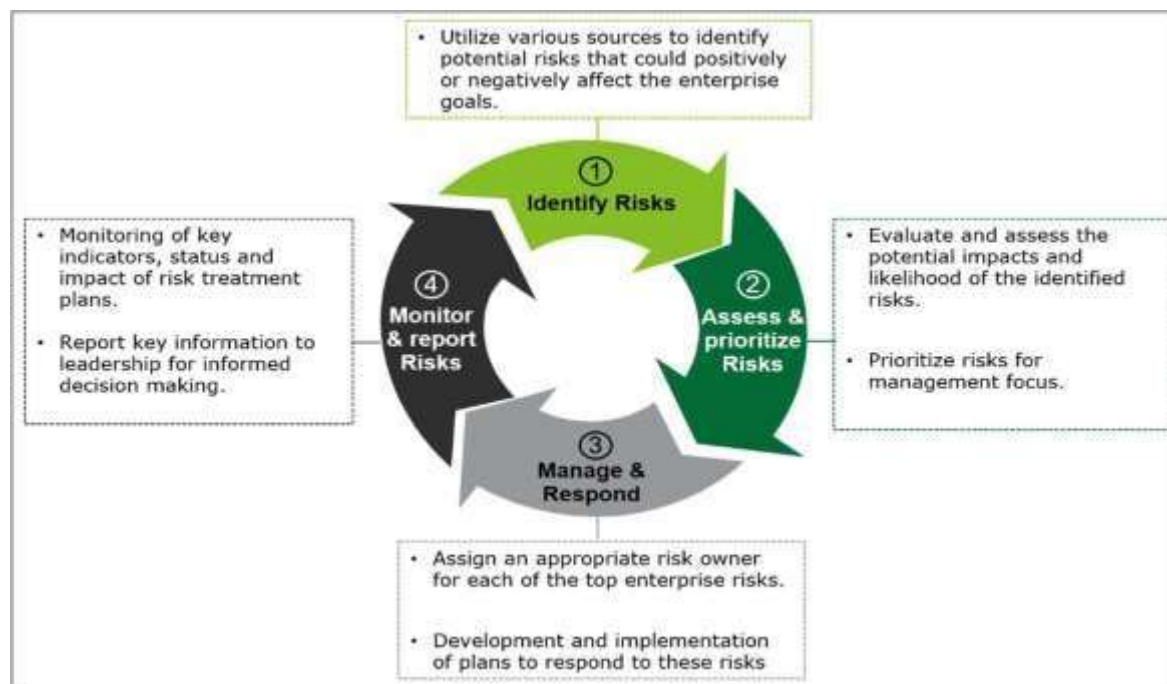 • Utilize various sources to identify
potential risks that could positively
or negatively affect the enterprise
goals.
①
Identify Risks
②
Assess &
prioritize
Risks
• Evaluate and assess the
potential impacts and
likelihood of the identified
risks.
• Prioritize risks for
management focus.
③
Manage &
Respond
• Assign an appropriate risk owner
for each of the top enterprise risks.
• Development and implementation
of plans to respond to these risks
④
Monitor
& report
Risks
• Monitoring of key
indicators, status and
impact of risk treatment
plans.
• Report key information to
leadership for informed
decision making.